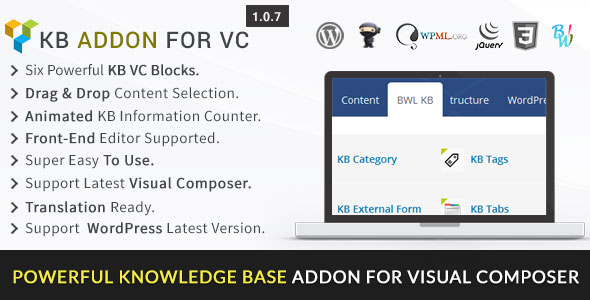 1.0.7
KB ADDON FOR VC
WPML.ORG
jQuery
3
BW
Six Powerful KB VC Blocks.
Drag & Drop Content Selection.
Animated KB Information Counter.
Front-End Editor Supported.
Super Easy To Use.
Support Latest Visual Composer.
Translation Ready.
Support WordPress Latest Version.
Content BWL KB tructure WordPre
KB Category KB Tags
KB External Form KB Tabs
POWERFUL KNOWLEDGE BASE ADDON FOR VISUAL COMPOSER